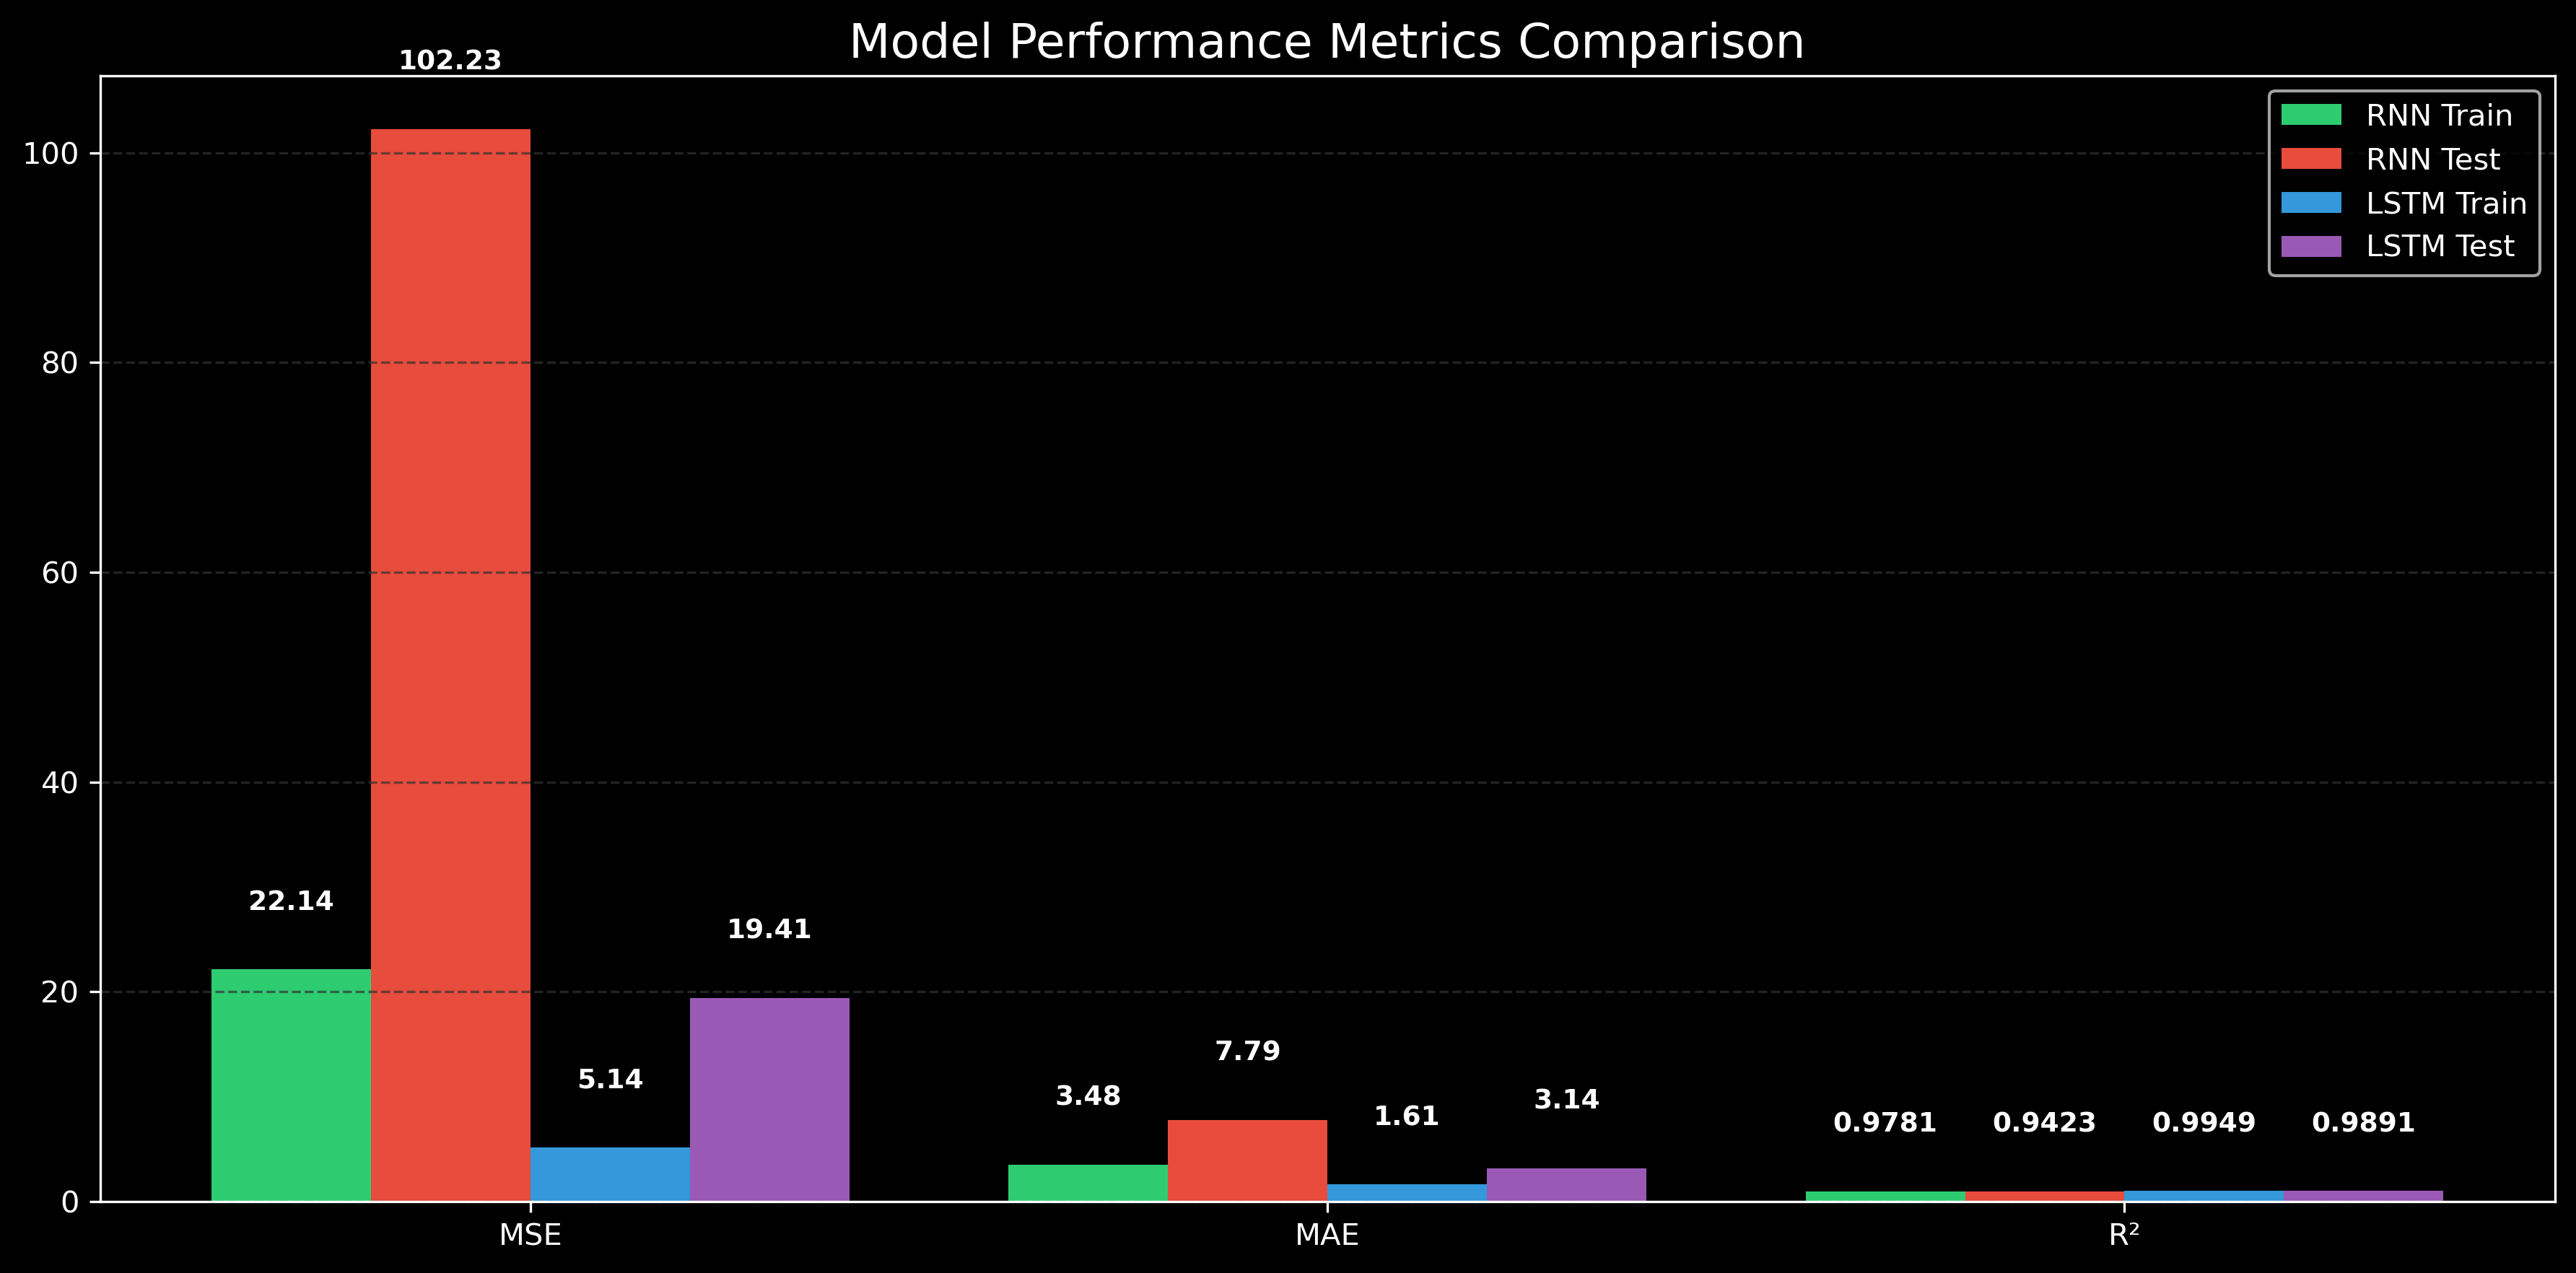 Model Performance Metrics Comparison
102.23
RNN Train
RNN Test
LSTM Train
LSTM Test
100
80
60
40
20
0
22.14
5.14
19.41
3.48
7.79
1.61
3.14
0.9781
0.9423
0.9949
0.9891
MSE
MAE
R²